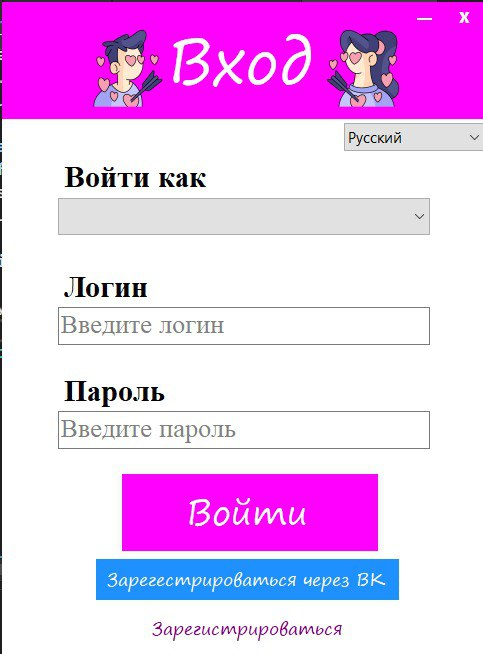 Вход
Русский
Войти как
Логин
Введите логин
Пароль
Введите пароль
Войти
Зарегестрироваться через ВК
Зарегистрироваться